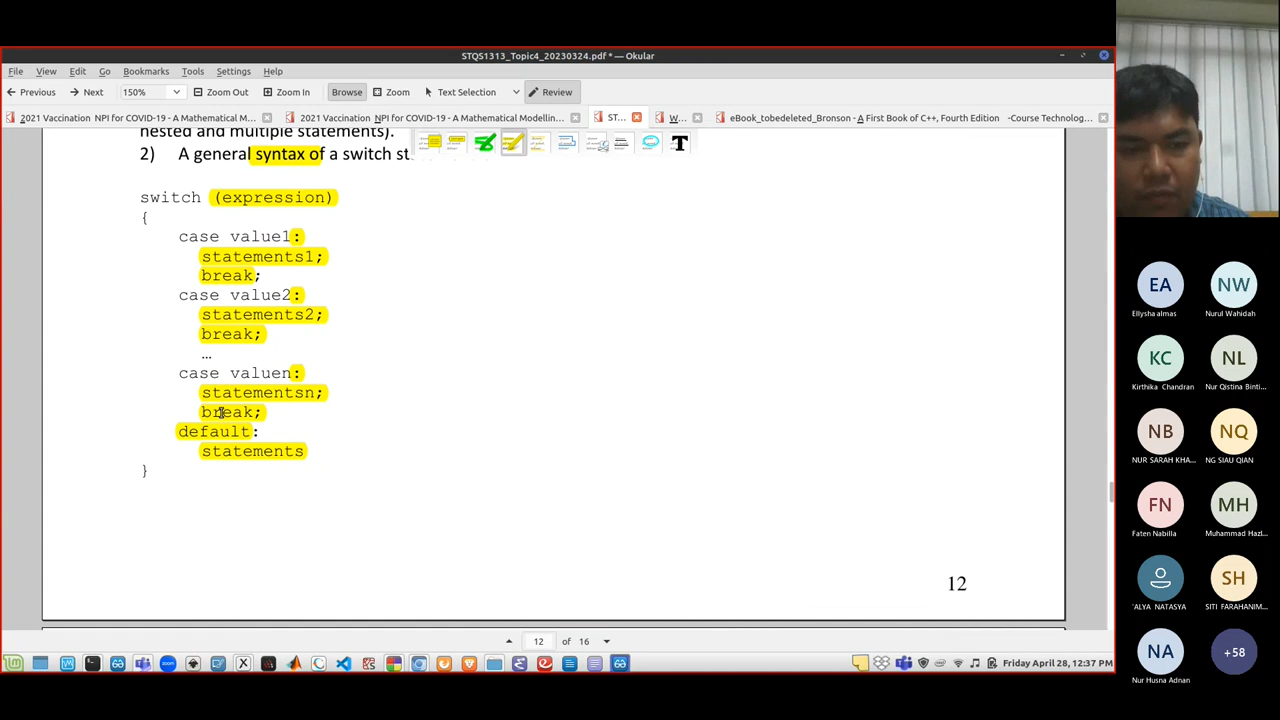 STQS1313_Topic4_20230324.pdf * — Okular
File View Edit Go Bookmarks Tools Settings Help
Previous Next 150% Zoom Out Zoom In Browse Zoom Text Selection Review
2021 Vaccination NPI for COVID-19 - A Mathematical M... 2021 Vaccination NPI for COVID-19 - A Mathematical Modellin... ST... W... eBook_tobedeleted_Bronson - A First Book of C++, Fourth Edition -Course Technolog...
nested and multiple statements).
2) A general syntax of a switch st
switch (expression)
{
case value1:
statements1;
break;
case value2:
statements2;
break;
…
case valuen:
statementsn;
break;
default:
statements
}
12
12 of 16
Friday April 28, 12:37 PM
EA
Ellysha almas
NW
Nurul Wahidah
KC
Kirthika Chandran
NL
Nur Qistina Binti...
NB
NUR SARAH KHA...
NQ
NG SIAU QIAN
FN
Faten Nabilla
MH
Muhammad Hazi...
'ALYA NATASYA
SH
SITI FARAHANIM...
NA
Nur Husna Adnan
+58